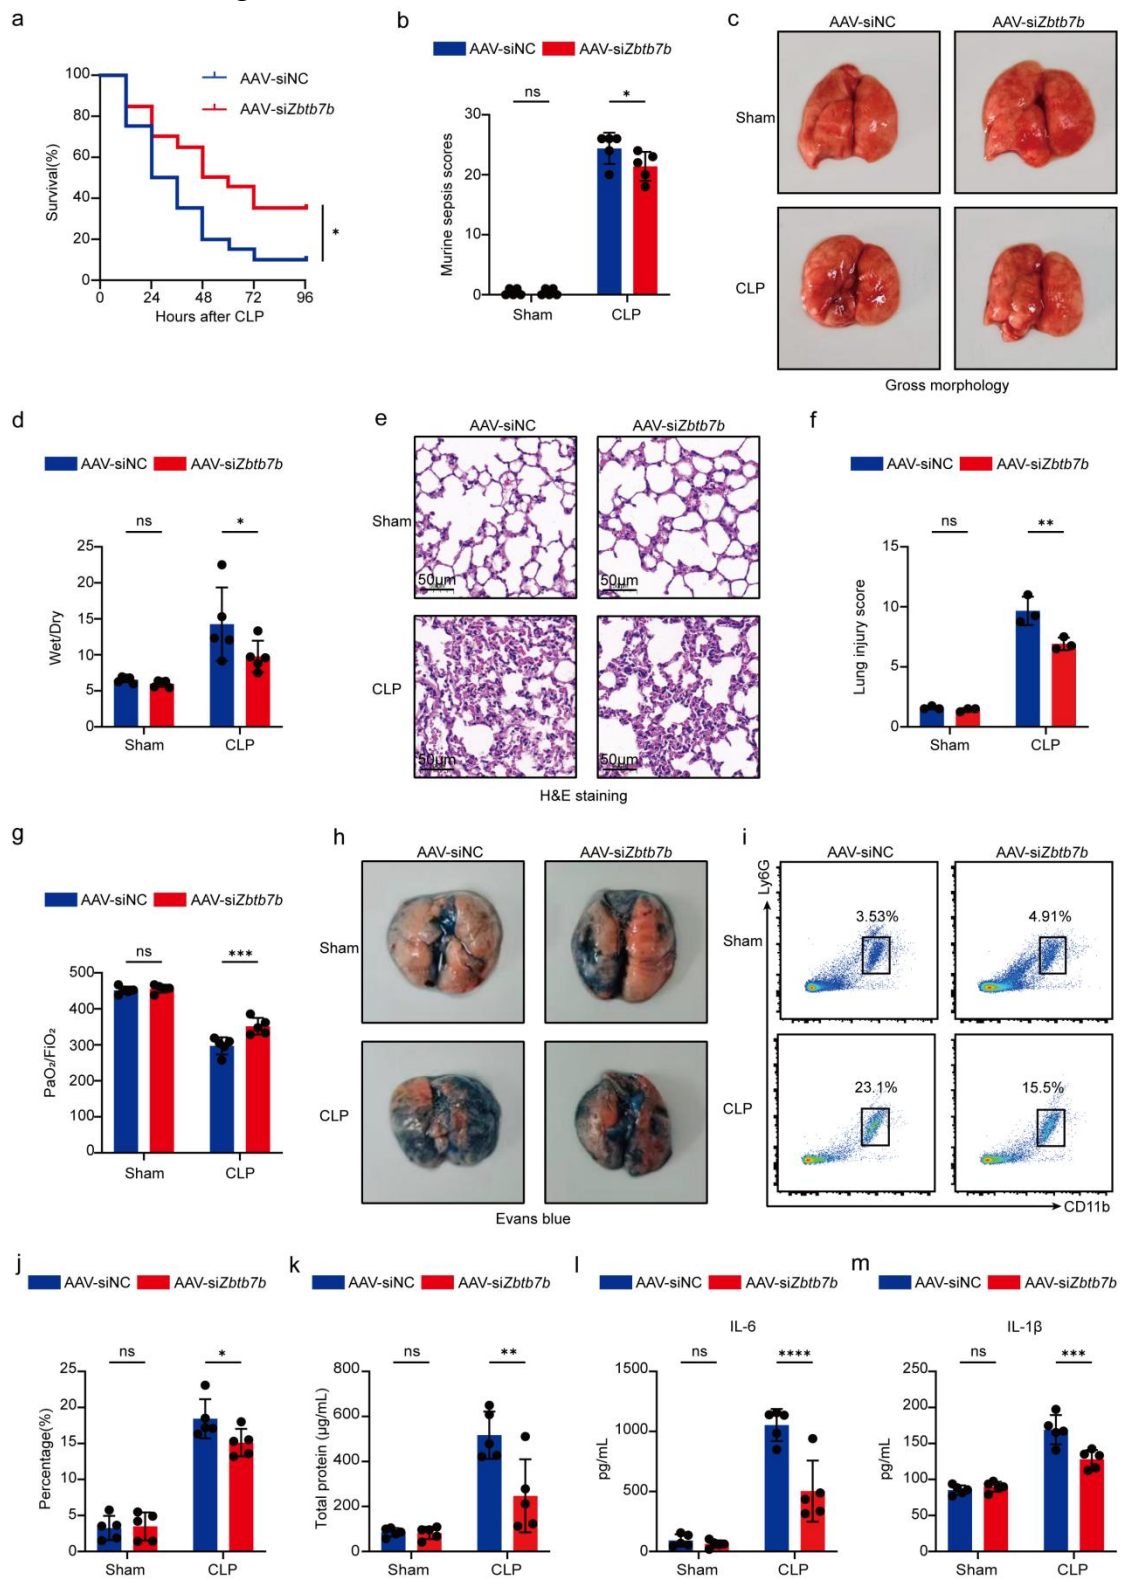 a
AAV-siNC
AAV-siZbtb7b
100
80
60
40
20
0
Survival(%)
0 24 48 72 96
Hours after CLP
*
b
AAV-siNC AAV-siZbtb7b
ns *
30
20
10
0
Murine sepsis scores
Sham CLP
c
AAV-siNC AAV-siZbtb7b
Sham
CLP
Gross morphology
d
AAV-siNC AAV-siZbtb7b
ns *
25
20
15
10
5
0
Wet/Dry
Sham CLP
e
AAV-siNC AAV-siZbtb7b
Sham
50μm 50μm
CLP
50μm 50μm
H&E staining
f
AAV-siNC AAV-siZbtb7b
ns **
15
10
5
0
Lung injury score
Sham CLP
g
AAV-siNC AAV-siZbtb7b
ns ***
500
400
300
200
100
0
PaO₂/FiO₂
Sham CLP
h
AAV-siNC AAV-siZbtb7b
Sham
CLP
Evans blue
i
AAV-siNC AAV-siZbtb7b
Ly6G
Sham
3.53% 4.91%
CLP
23.1% 15.5%
CD11b
j
AAV-siNC AAV-siZbtb7b
ns *
25
20
15
10
5
0
Percentage(%)
Sham CLP
k
AAV-siNC AAV-siZbtb7b
ns **
800
600
400
200
0
Total protein (μg/mL)
Sham CLP
l
AAV-siNC AAV-siZbtb7b
IL-6
ns ****
1500
1000
500
0
pg/mL
Sham CLP
m
AAV-siNC AAV-siZbtb7b
IL-1β
ns ***
250
200
150
100
50
0
pg/mL
Sham CLP